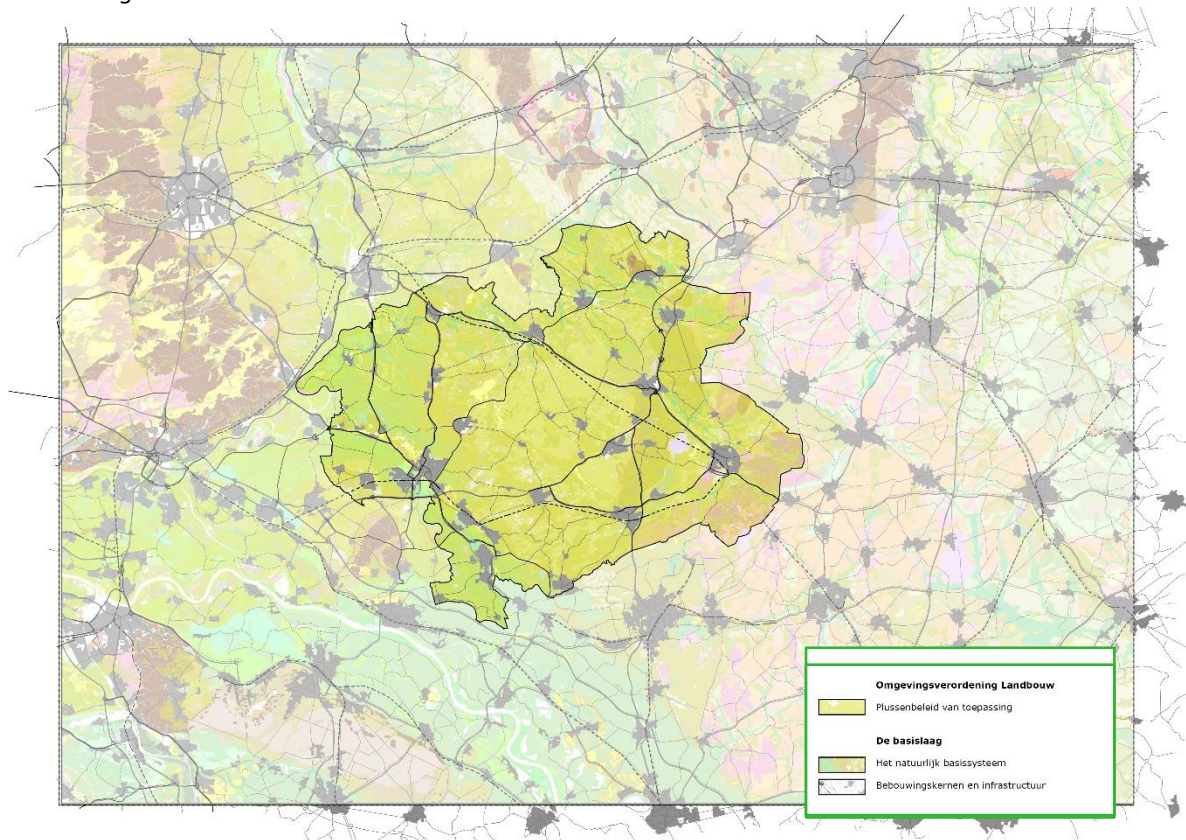 Omgevingsverordening Landbouw
Plussenbeleid van toepassing
De basislaag
Het natuurlijk basissysteem
Bebouwingskernen en infrastructuur